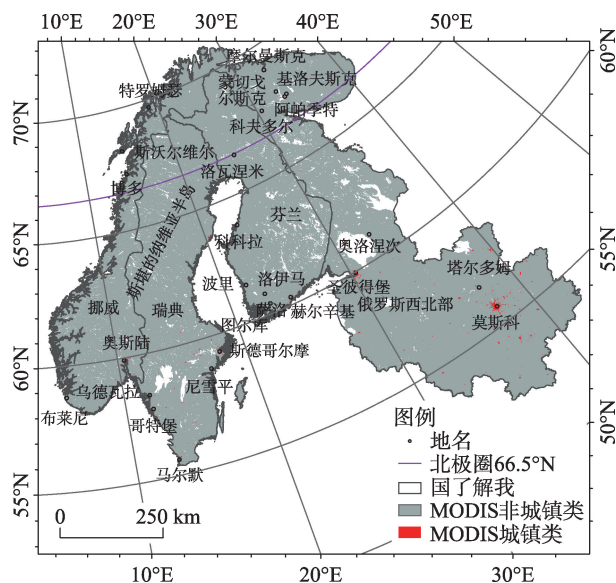 10°E
20°E
30°E
40°E
50°E
60°E
70°N
65°N
60°N
55°N
55°N
50°N
10°E
20°E
30°E
摩尔曼斯克
特罗姆瑟
蒙切戈
尔斯克
基洛夫斯克
阿帕季特
科夫多尔
斯沃尔维尔
洛瓦涅米
博多
斯堪的纳维亚半岛
芬兰
科科拉
奥洛涅次
塔尔多姆
波里
洛伊马
圣彼得堡
俄罗斯西北部
挪威
瑞典
萨洛
赫尔辛基
莫斯科
图尔库
奥斯陆
斯德哥尔摩
乌德瓦拉
尼雪平
布莱尼
哥特堡
马尔默
图例
地名
北极圈66.5°N
国了解我
MODIS非城镇类
MODIS城镇类
0 250 km